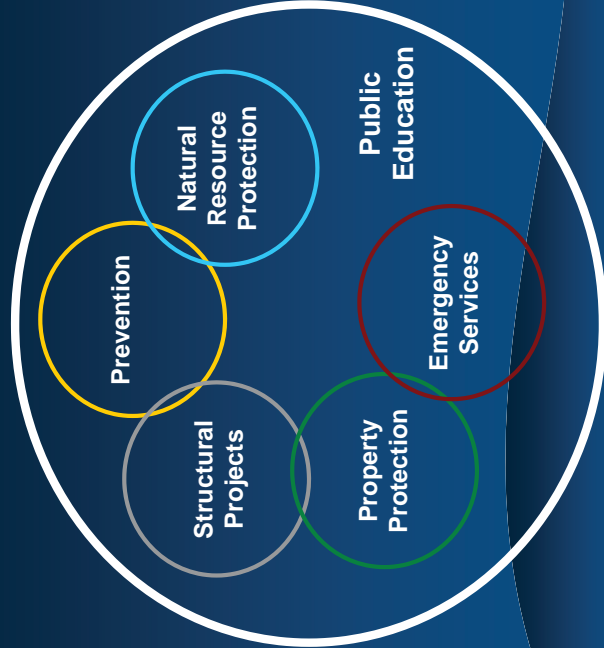 Prevention
Structural
Projects
Natural
Resource
Protection
Property
Protection
Public
Education
Emergency
Services